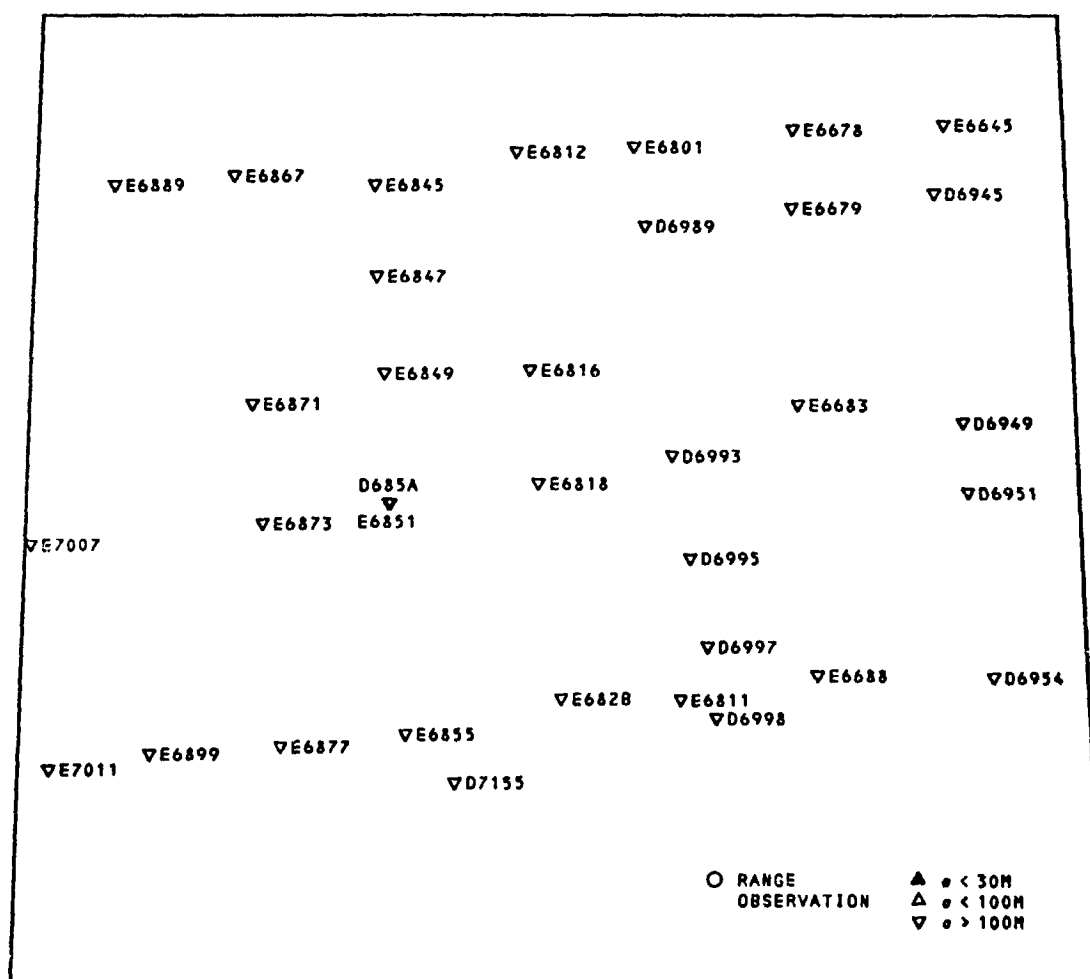 E6678
E6645
E6812
E6801
E6889
E6867
E6845
D6989
E6679
D6945
E6847
E6849
E6816
E6871
E6683
D6949
D6993
D685A
E6818
D6951
E6873
E6851
E7007
D6995
D6997
E6688
D6954
E682B
E6811
D6998
E6855
E6877
E6899
E7011
D7155
RANGE
OBSERVATION
σ < 30M
σ < 100M
σ > 100M